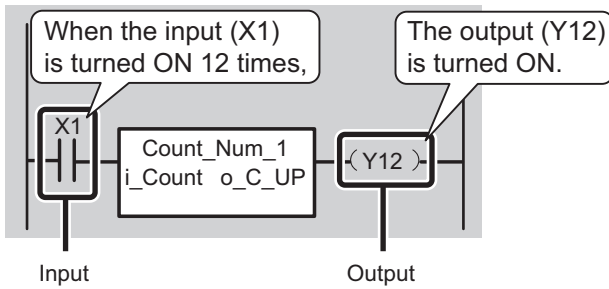 When the input (X1)
is turned ON 12 times,
The output (Y12)
is turned ON.
X1
Count_Num_1
i_Count o_C_UP
Y12
Input
Output